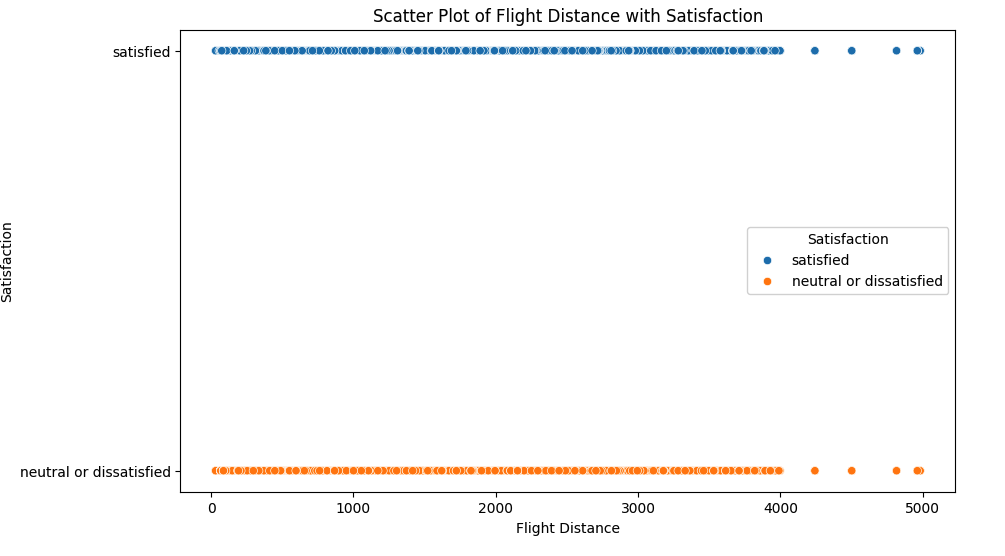 Scatter Plot of Flight Distance with Satisfaction
satisfied
Satisfaction
Satisfaction
satisfied
neutral or dissatisfied
neutral or dissatisfied
0 1000 2000 3000 4000 5000
Flight Distance